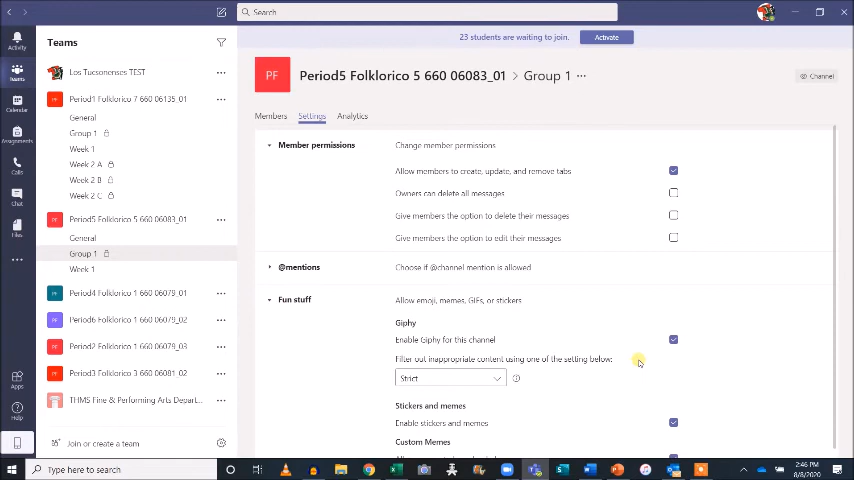 Search
Activity
Teams
Calendar
Assignments
Calls
Chat
Files
Apps
Help
Teams
Los Tucsonenses TEST
PF Period1 Folklorico 7 660 06135_01
General
Group 1
Week 1
Week 2 A
Week 2 B
Week 2 C
PF Period5 Folklorico 5 660 06083_01
General
Group 1
Week 1
PF Period4 Folklorico 1 660 06079_01
PF Period6 Folklorico 1 660 06079_02
PF Period2 Folklorico 1 660 06079_03
PF Period3 Folklorico 3 660 06081_02
THMS Fine & Performing Arts Depart...
Join or create a team
23 students are waiting to join. Activate
PF Period5 Folklorico 5 660 06083_01 > Group 1 ...
Channel
Members Settings Analytics
Member permissions Change member permissions
Allow members to create, update, and remove tabs
Owners can delete all messages
Give members the option to delete their messages
Give members the option to edit their messages
@mentions Choose if @channel mention is allowed
Fun stuff Allow emoji, memes, GIFs, or stickers
Giphy
Enable Giphy for this channel
Filter out inappropriate content using one of the setting below:
Strict
Stickers and memes
Enable stickers and memes
Custom Memes
Type here to search
2:46 PM
8/8/2020